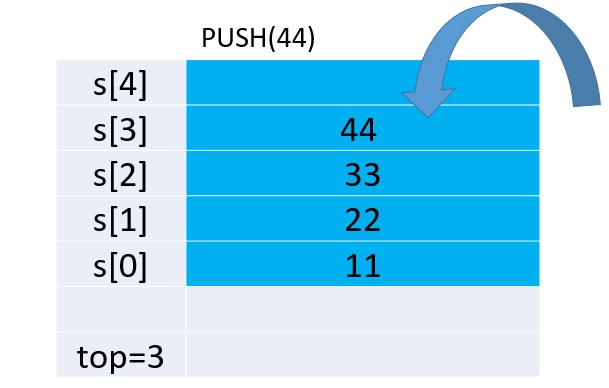 PUSH(44)
s[4]
s[3] 44
s[2] 33
s[1] 22
s[0] 11
top=3